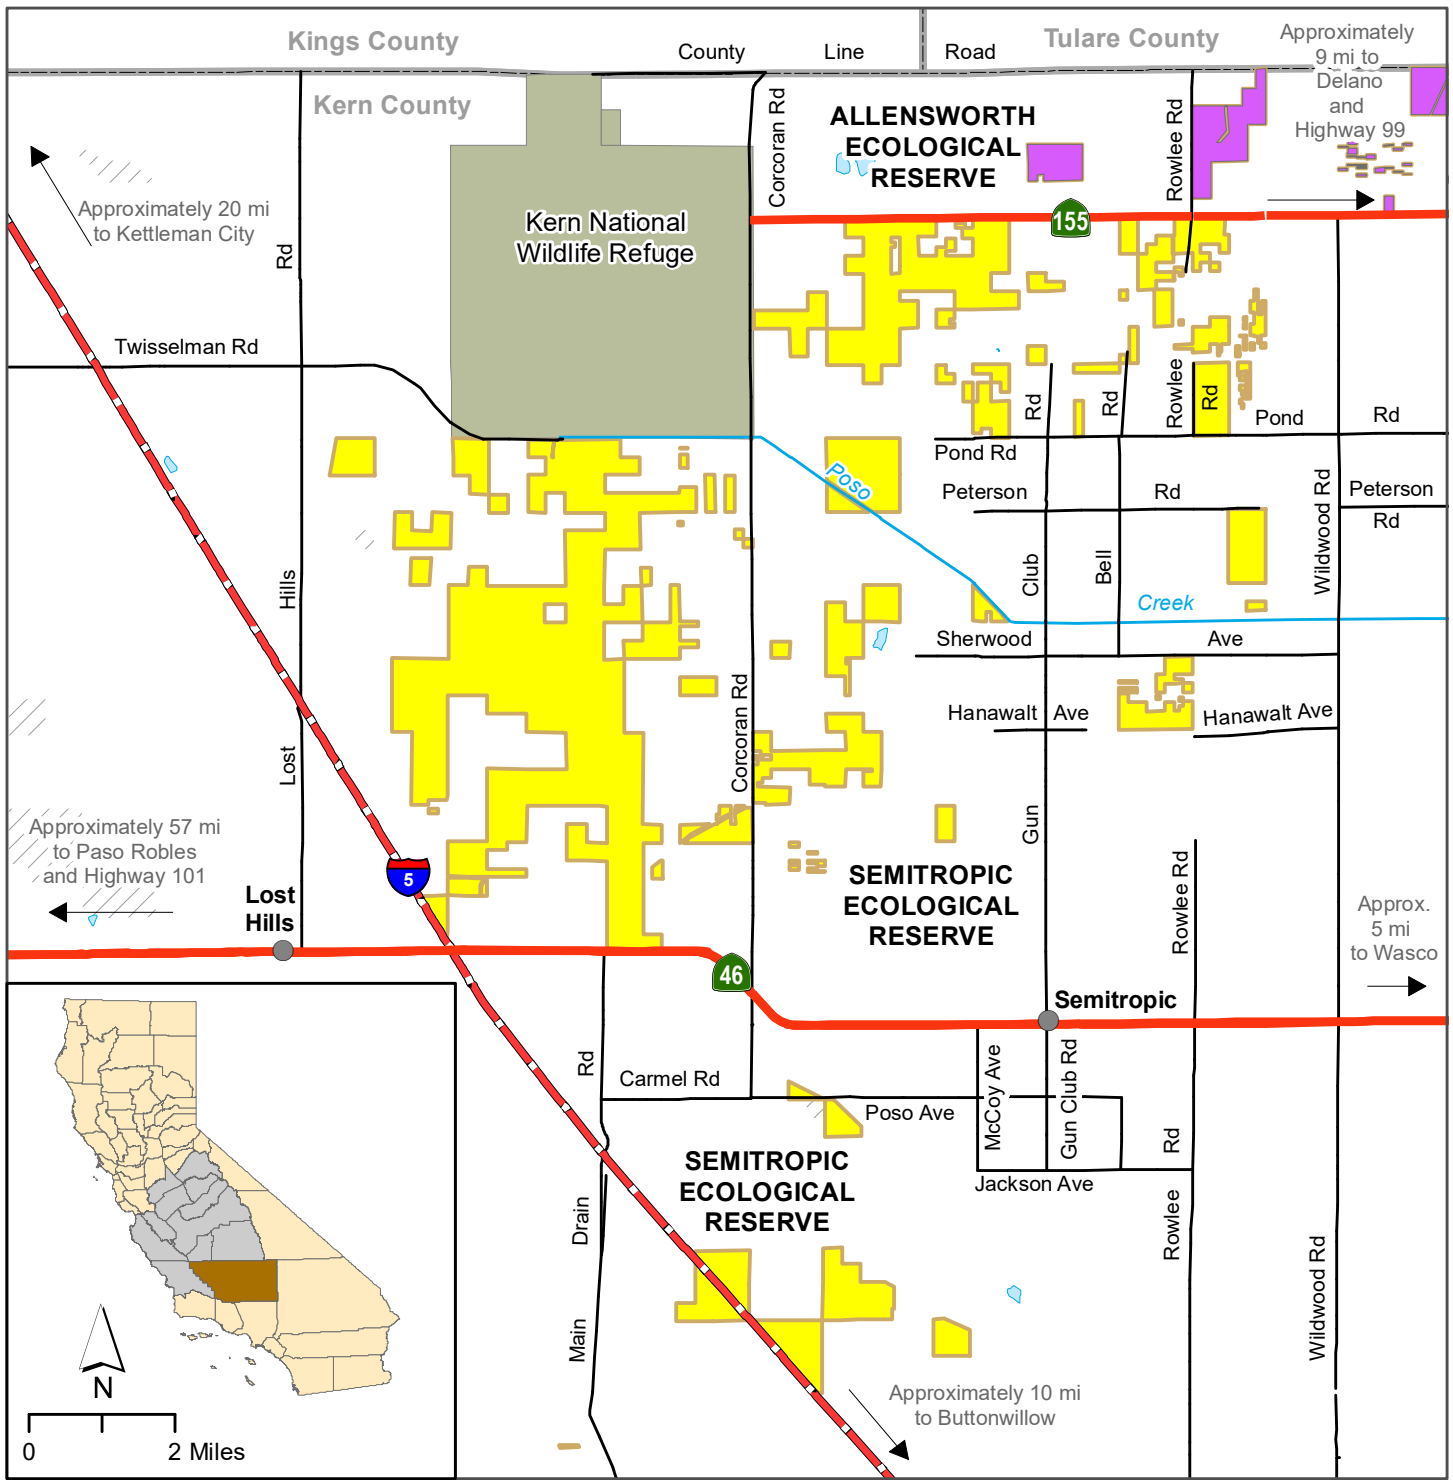 Kings County
County Line Road
Tulare County
Approximately
9 mi to
Delano
and
Highway 99
Kern County
Corcoran Rd
ALLENSWORTH
ECOLOGICAL
RESERVE
Rowlee Rd
Approximately 20 mi
to Kettleman City
Kern National
Wildlife Refuge
155
Rd
Twisselman Rd
Rd
Rd
Rowlee
Rd
Pond
Rd
Pond Rd
Poso
Peterson
Rd
Wildwood Rd
Peterson
Rd
Hills
Club
Bell
Creek
Sherwood
Ave
Corcoran Rd
Hanawalt Ave
Hanawalt Ave
Lost
Gun
Approximately 57 mi
to Paso Robles
and Highway 101
5
SEMITROPIC
ECOLOGICAL
RESERVE
Rowlee Rd
Lost
Hills
Approx.
5 mi
to Wasco
46
Semitropic
Rd
Carmel Rd
McCoy Ave
Gun Club Rd
Poso Ave
Rd
SEMITROPIC
ECOLOGICAL
RESERVE
Jackson Ave
Drain
Rowlee
Wildwood Rd
Main
N
Approximately 10 mi
to Buttonwillow
0 2 Miles